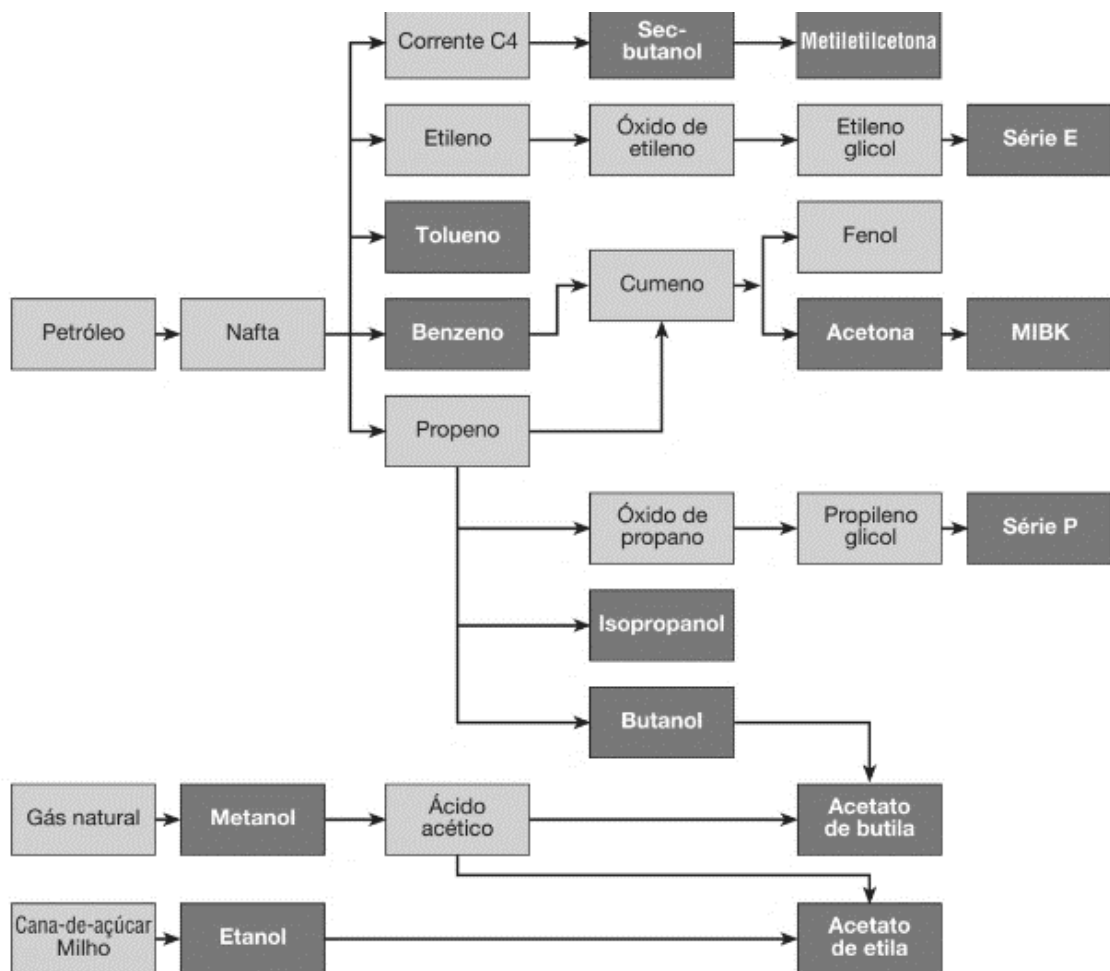 Corrente C4
Sec-
butanol
Metiletilcetona
Etileno
Óxido de
etileno
Etileno
glicol
Série E
Tolueno
Fenol
Cumeno
Petróleo
Nafta
Benzeno
Acetona
MIBK
Propeno
Óxido de
propano
Propileno
glicol
Série P
Isopropanol
Butanol
Gás natural
Metanol
Ácido
acético
Acetato
de butila
Cana-de-açúcar
Milho
Etanol
Acetato
de etila